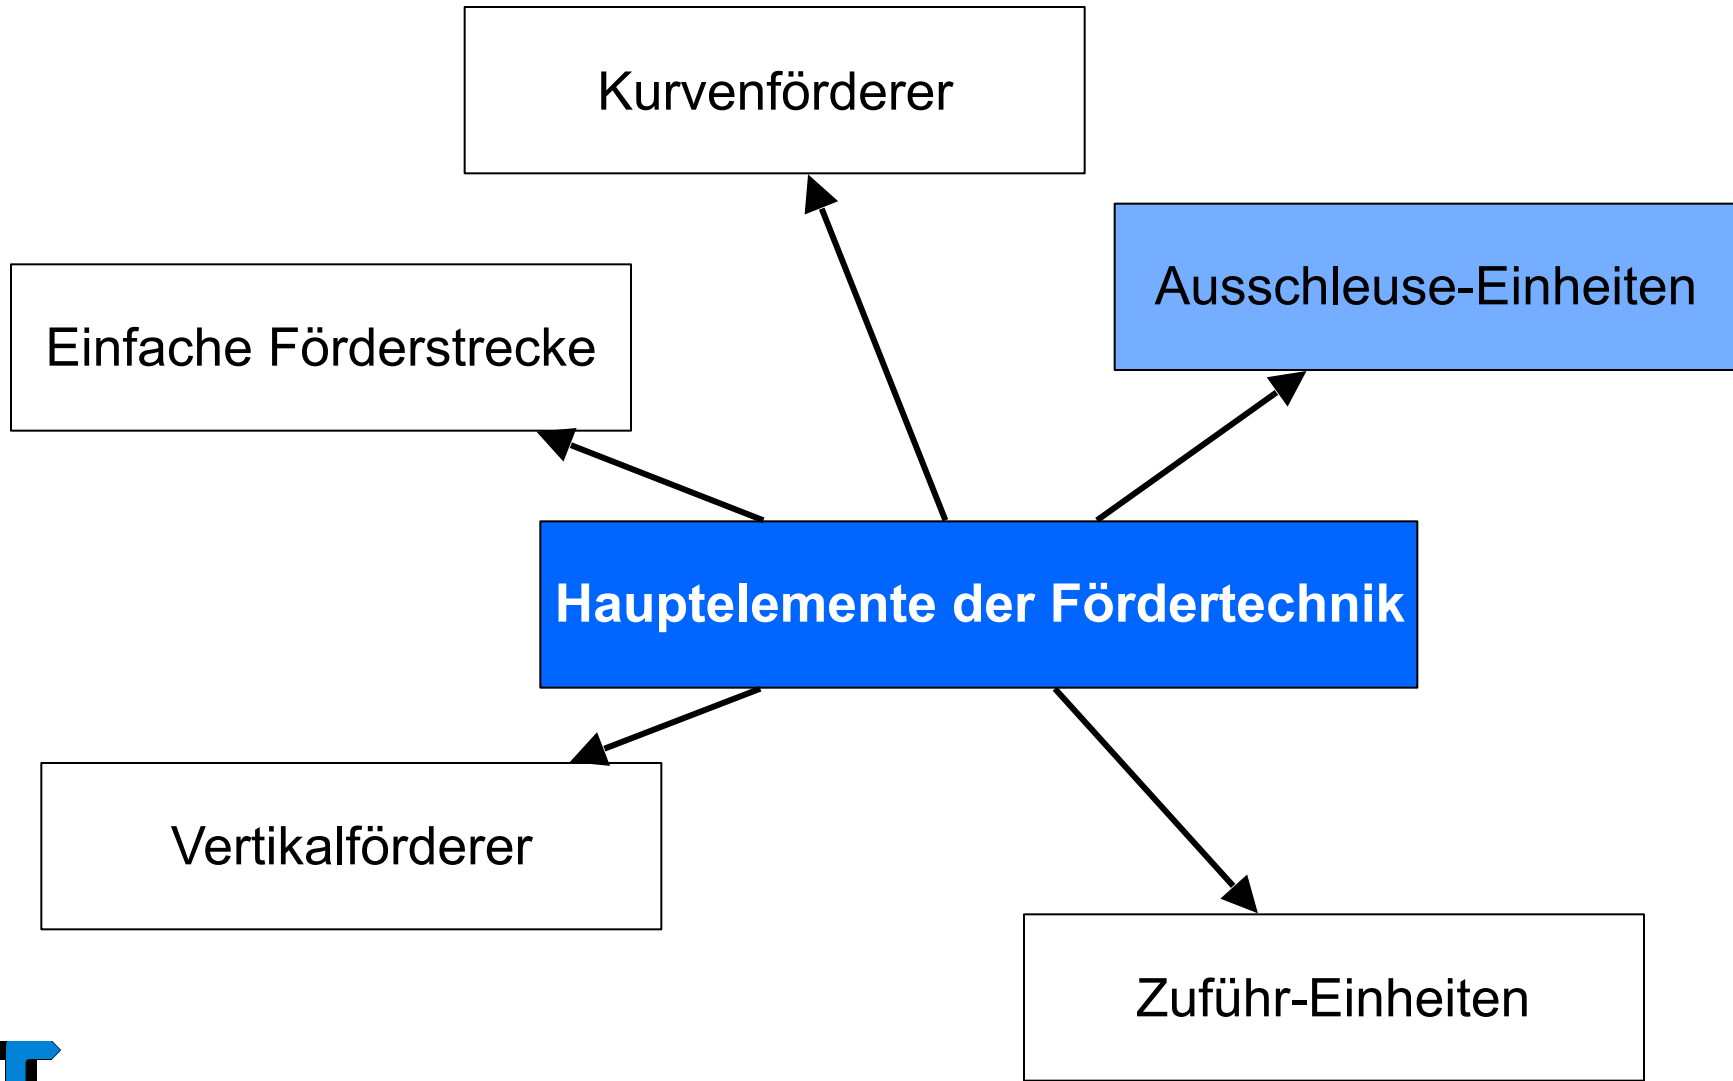 Kurvenförderer
Ausschleuse-Einheiten
Einfache Förderstrecke
Hauptelemente der Fördertechnik
Vertikalförderer
Zuführ-Einheiten